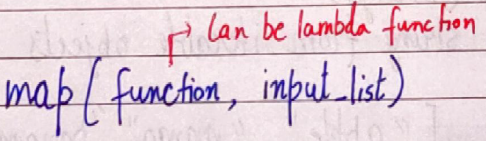 Can be lambda function
map( function, input_list)